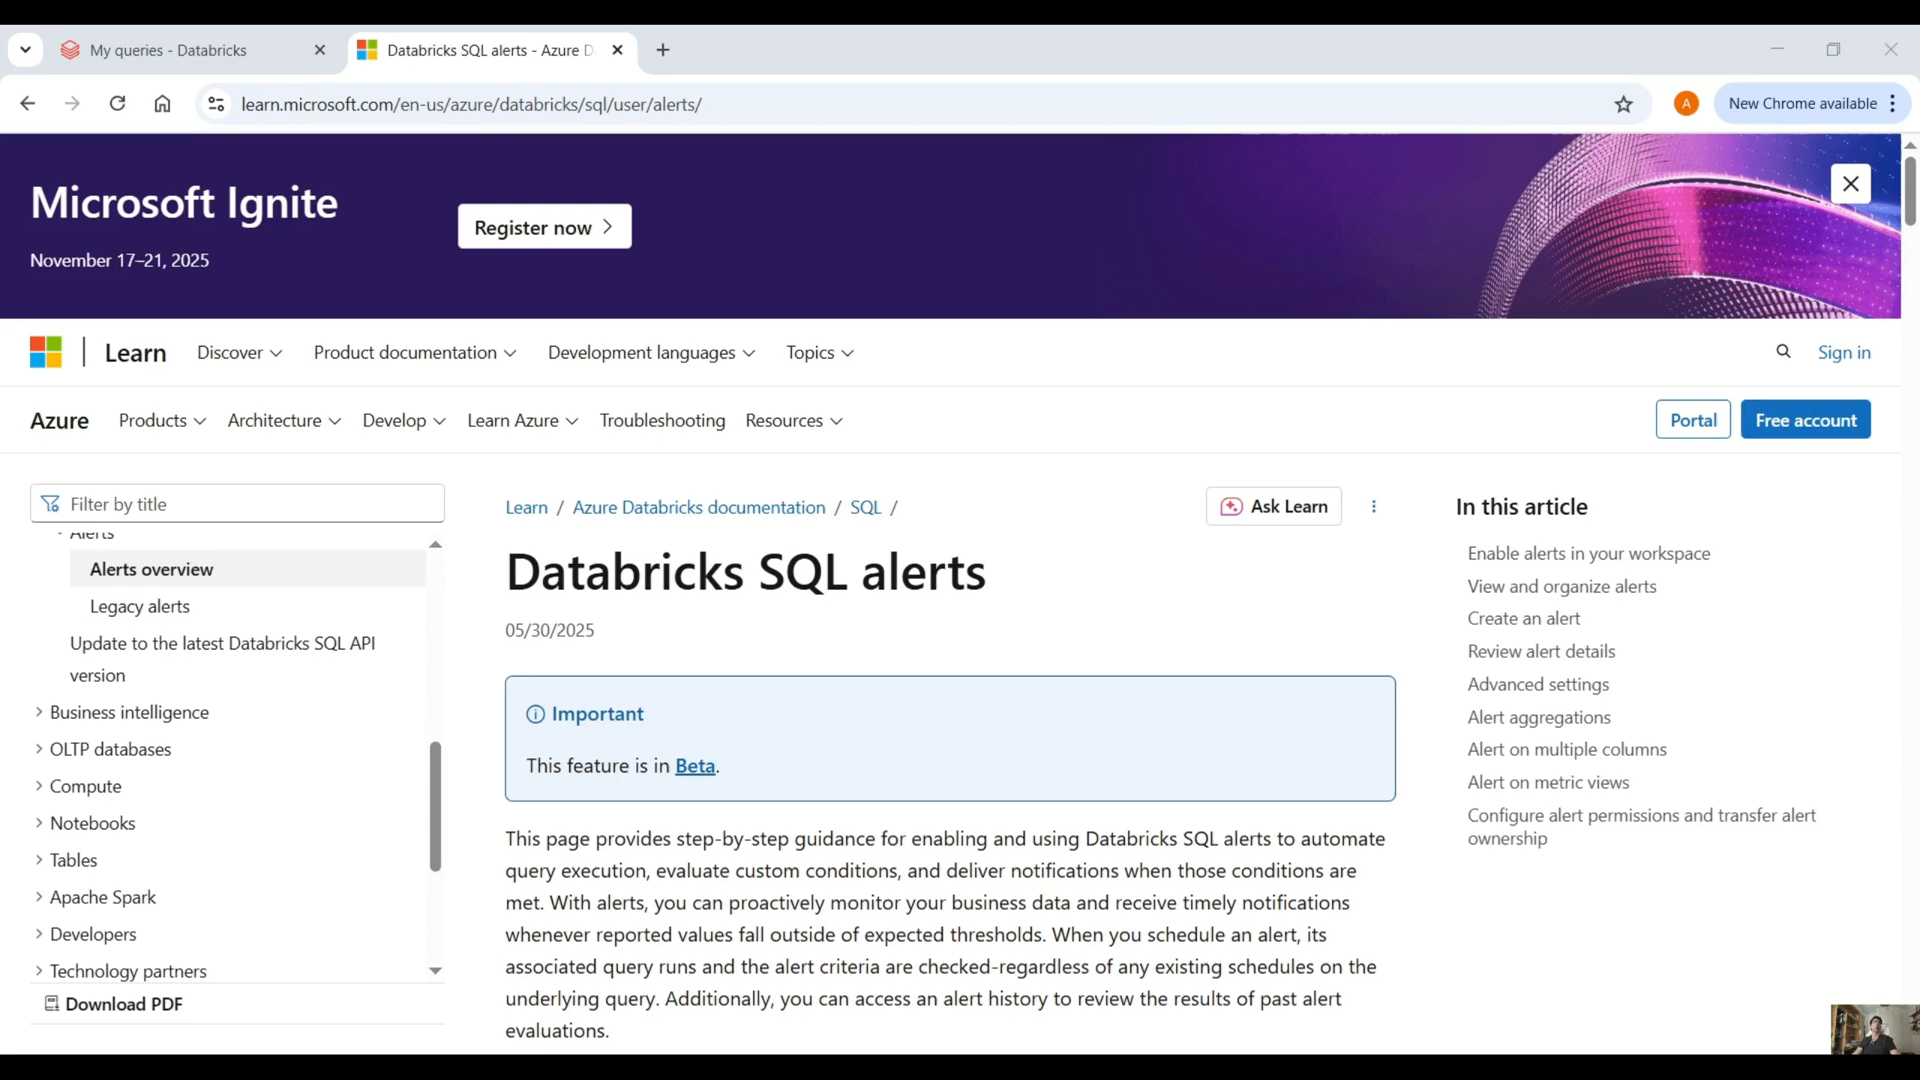 My queries - Databricks
Databricks SQL alerts - Azure D
learn.microsoft.com/en-us/azure/databricks/sql/user/alerts/
A
New Chrome available
Microsoft Ignite
Register now
November 17–21, 2025
Learn
Discover
Product documentation
Development languages
Topics
Sign in
Azure
Products
Architecture
Develop
Learn Azure
Troubleshooting
Resources
Portal
Free account
Filter by title
Alerts
Alerts overview
Legacy alerts
Update to the latest Databricks SQL API
version
Business intelligence
OLTP databases
Compute
Notebooks
Tables
Apache Spark
Developers
Technology partners
Download PDF
Learn / Azure Databricks documentation / SQL /
Ask Learn
Databricks SQL alerts
05/30/2025
Important
This feature is in Beta.
This page provides step-by-step guidance for enabling and using Databricks SQL alerts to automate
query execution, evaluate custom conditions, and deliver notifications when those conditions are
met. With alerts, you can proactively monitor your business data and receive timely notifications
whenever reported values fall outside of expected thresholds. When you schedule an alert, its
associated query runs and the alert criteria are checked-regardless of any existing schedules on the
underlying query. Additionally, you can access an alert history to review the results of past alert
evaluations.
In this article
Enable alerts in your workspace
View and organize alerts
Create an alert
Review alert details
Advanced settings
Alert aggregations
Alert on multiple columns
Alert on metric views
Configure alert permissions and transfer alert
ownership